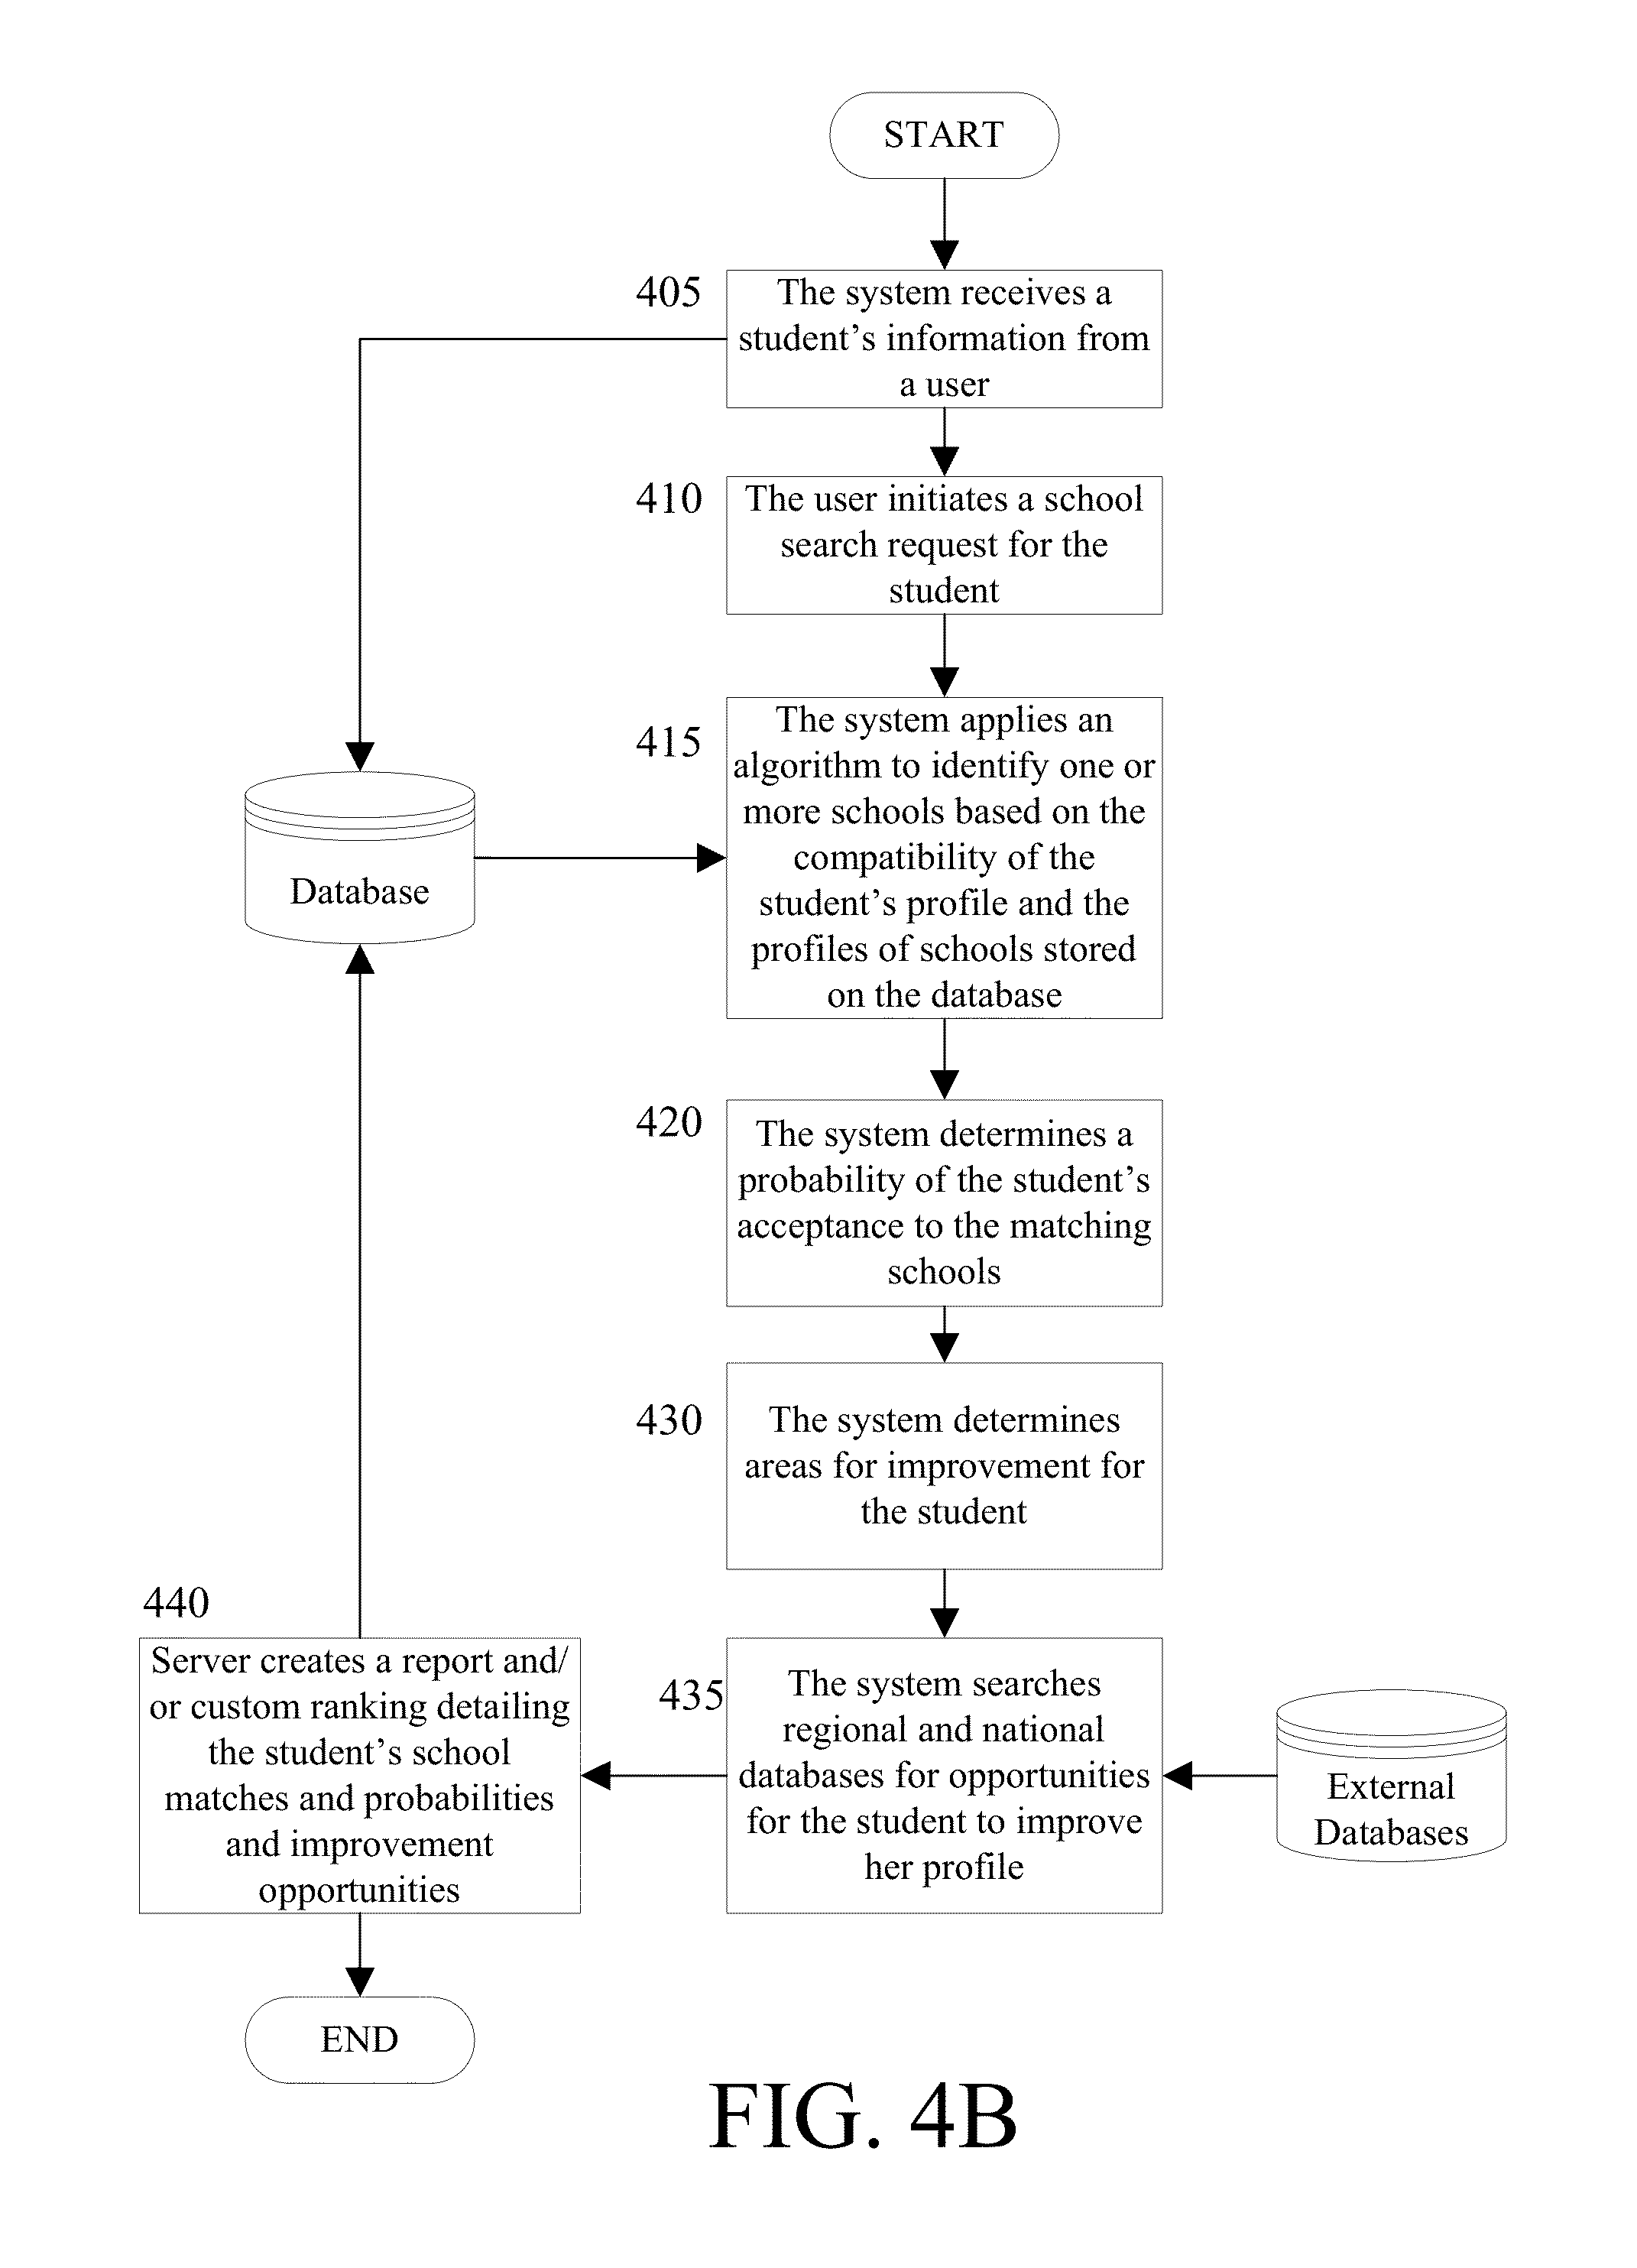 START
405
The system receives a
student’s information from
a user
410
The user initiates a school
search request for the
student
415
The system applies an
algorithm to identify one or
more schools based on the
compatibility of the
student’s profile and the
profiles of schools stored
on the database
Database
420
The system determines a
probability of the student’s
acceptance to the matching
schools
430
The system determines
areas for improvement for
the student
435
The system searches
regional and national
databases for opportunities
for the student to improve
her profile
External
Databases
440
Server creates a report and/
or custom ranking detailing
the student’s school
matches and probabilities
and improvement
opportunities
END
FIG. 4B